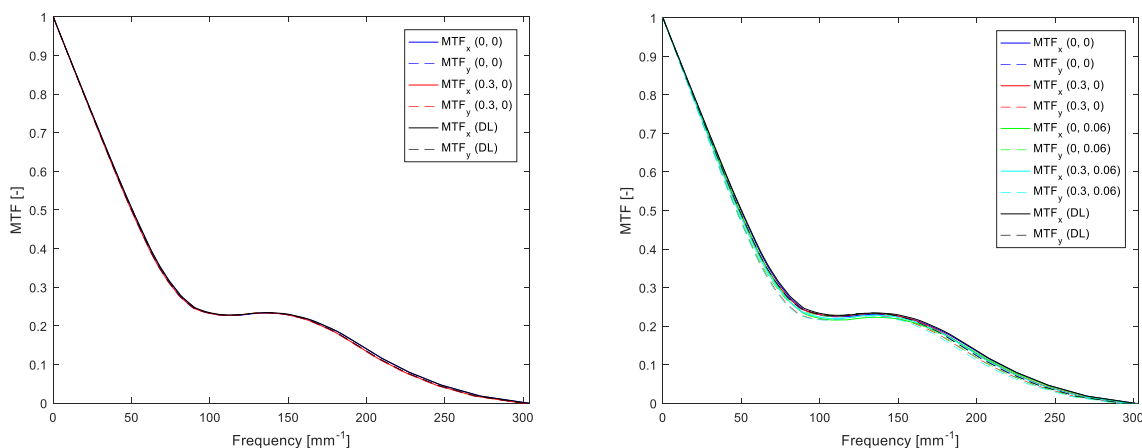 1
0.9
0.8
0.7
0.6
0.5
0.4
0.3
0.2
0.1
0
MTF [-]
0 50 100 150 200 250 300
Frequency [mm-1]
MTFx (0, 0)
MTFy (0, 0)
MTFx (0.3, 0)
MTFy (0.3, 0)
MTFx (DL)
MTFy (DL)
1
0.9
0.8
0.7
0.6
0.5
0.4
0.3
0.2
0.1
0
MTF [-]
0 50 100 150 200 250 300
Frequency [mm-1]
MTFx (0, 0)
MTFy (0, 0)
MTFx (0.3, 0)
MTFy (0.3, 0)
MTFx (0, 0.06)
MTFy (0, 0.06)
MTFx (0.3, 0.06)
MTFy (0.3, 0.06)
MTFx (DL)
MTFy (DL)